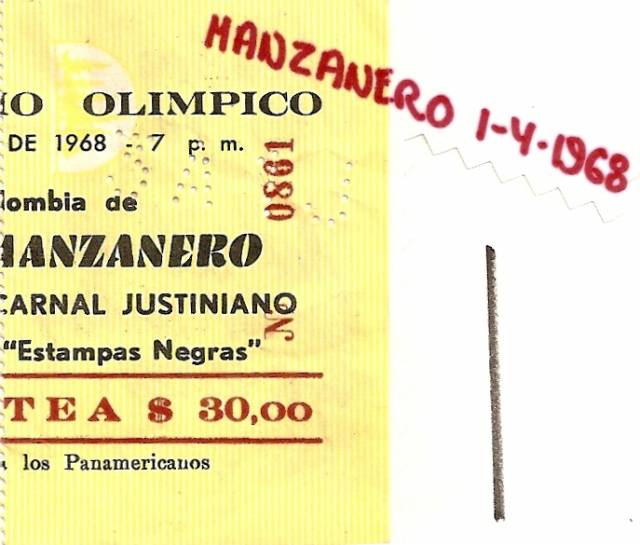 MANZANERO 1-4-1968
IO OLIMPICO
DE 1968 - 7 p. m.
lombia de
MANZANERO
CARNAL JUSTINIANO
"Estampas Negras"
TEA $ 30,00
a los Panamericanos
Nº 0861